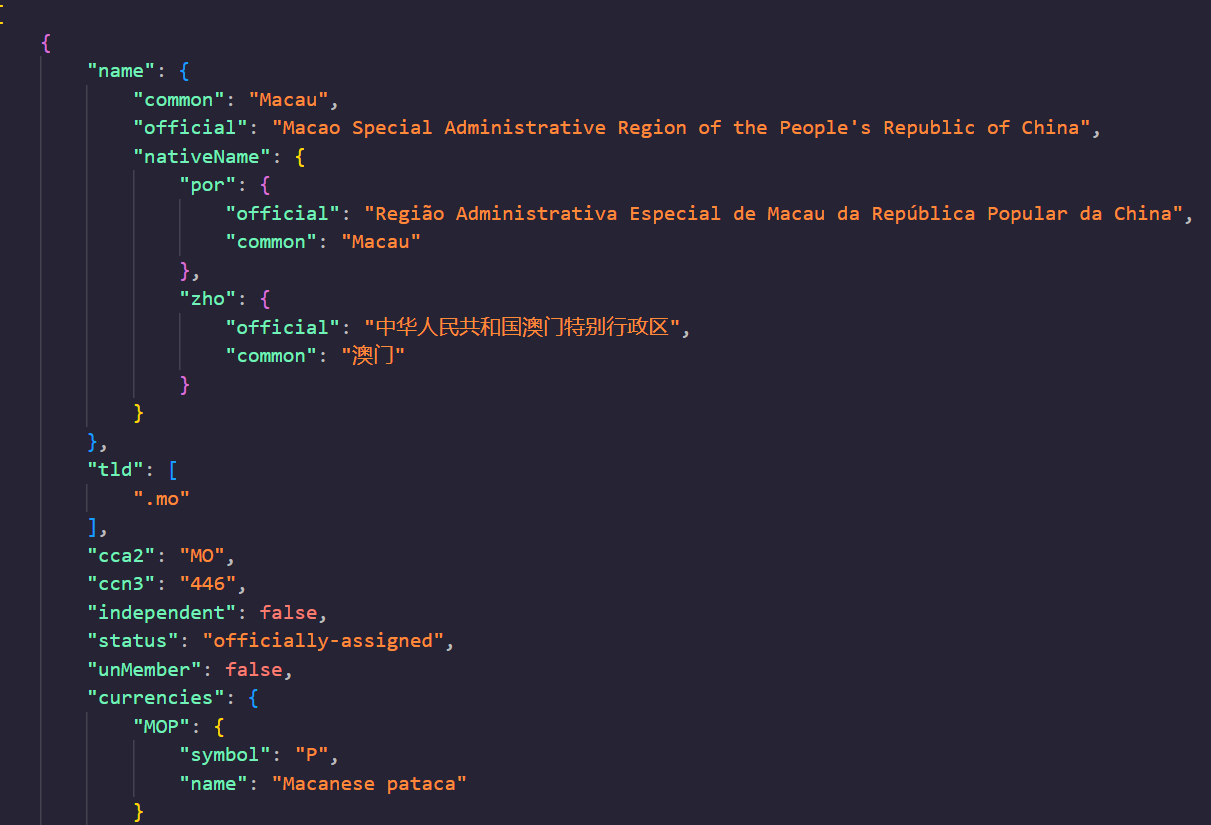 [
{
"name": {
"common": "Macau",
"official": "Macao Special Administrative Region of the People's Republic of China",
"nativeName": {
"por": {
"official": "Região Administrativa Especial de Macau da República Popular da China",
"common": "Macau"
},
"zho": {
"official": "中华人民共和国澳门特别行政区",
"common": "澳门"
}
}
},
"tld": [
".mo"
],
"cca2": "MO",
"ccn3": "446",
"independent": false,
"status": "officially-assigned",
"unMember": false,
"currencies": {
"MOP": {
"symbol": "P",
"name": "Macanese pataca"
}